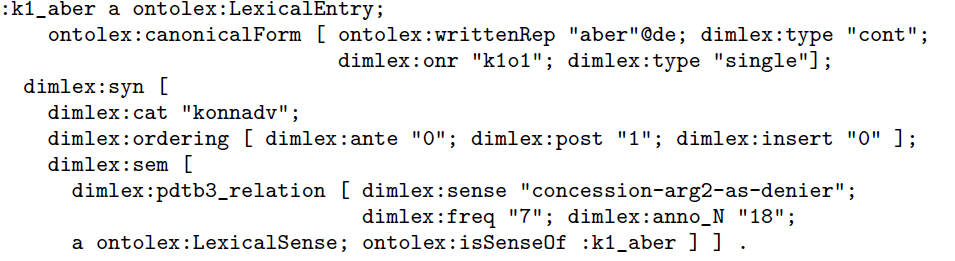 :k1_aber a ontolex:LexicalEntry;
ontolex:canonicalForm [ ontolex:writtenRep "aber"@de; dimlex:type "cont";
dimlex:onr "k1o1"; dimlex:type "single"];
dimlex:syn [
dimlex:cat "konnadv";
dimlex:ordering [ dimlex:ante "0"; dimlex:post "1"; dimlex:insert "0" ];
dimlex:sem [
dimlex:pdtb3_relation [ dimlex:sense "concession-arg2-as-denier";
dimlex:freq "7"; dimlex:anno_N "18";
a ontolex:LexicalSense; ontolex:isSenseOf :k1_aber ] ] .